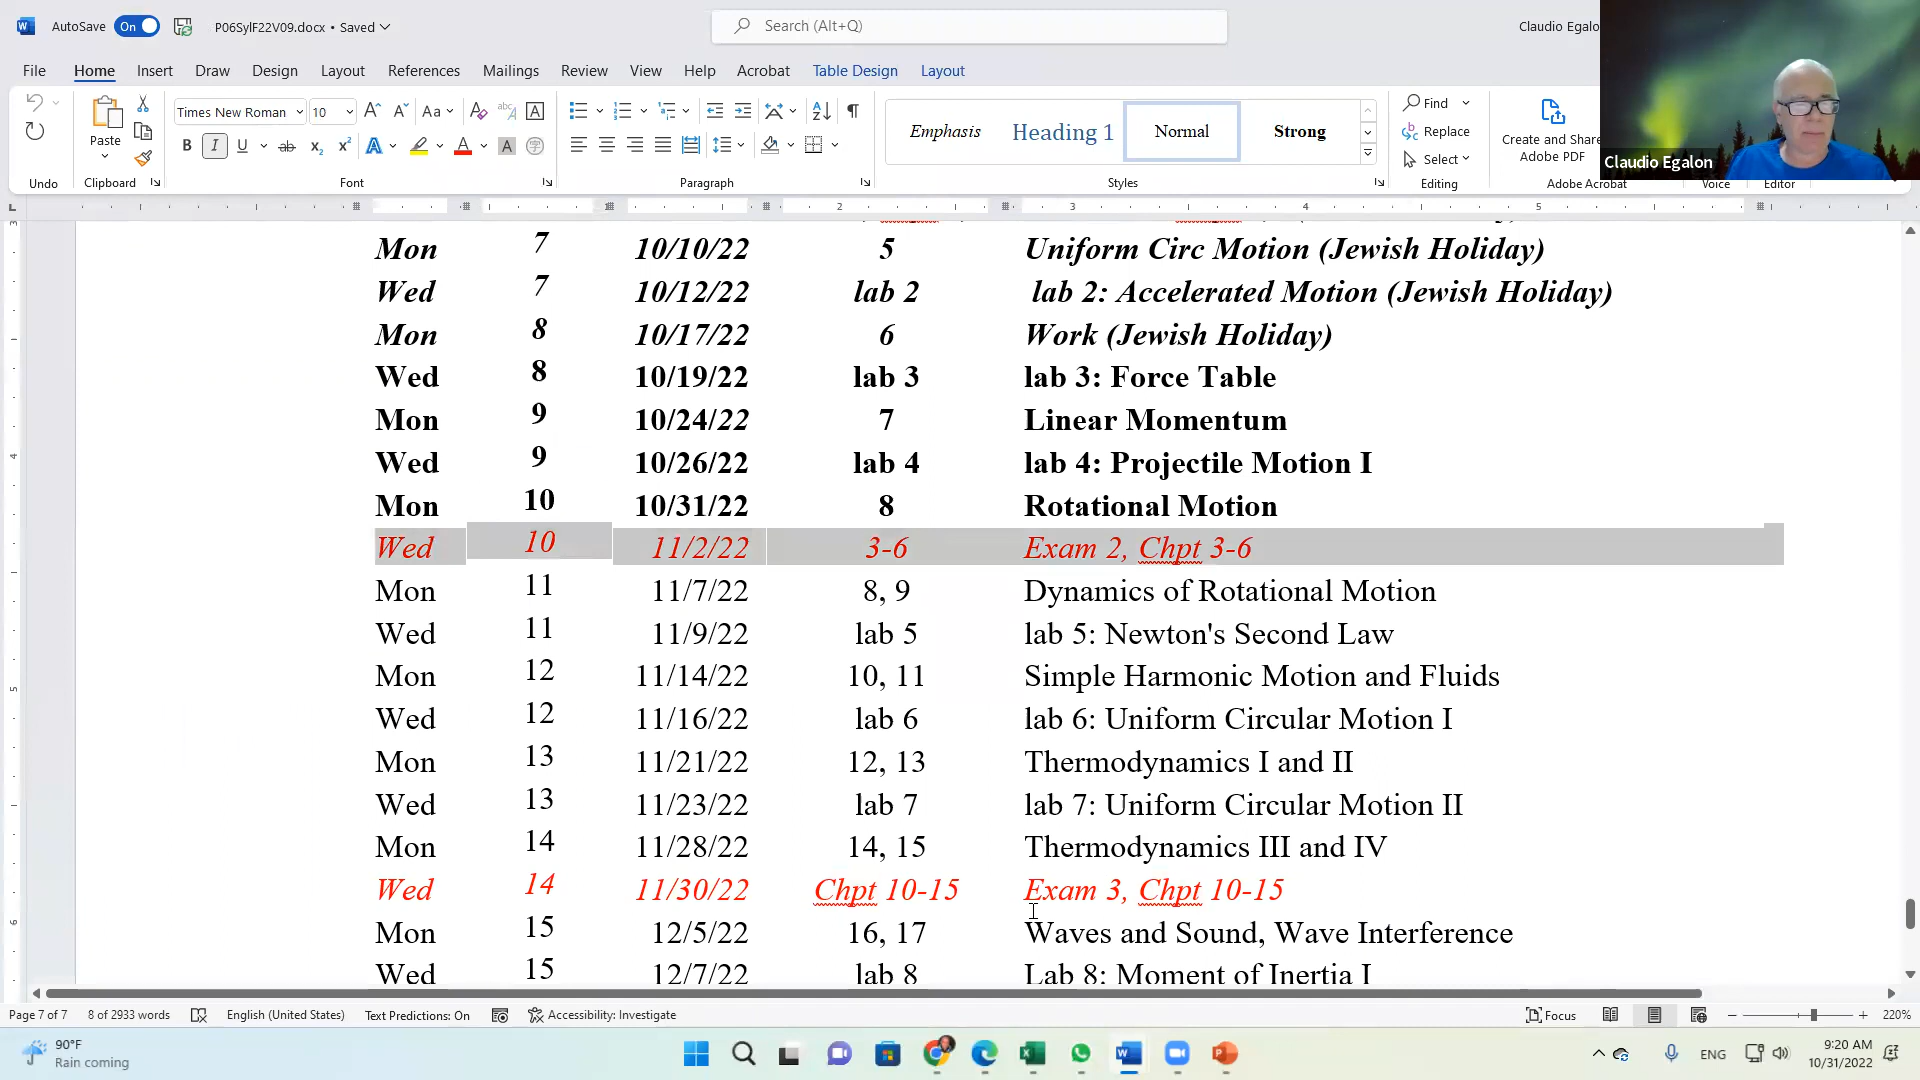 AutoSave On P06SylF22V09.docx • Saved Search (Alt+Q) Claudio Egalo
File Home Insert Draw Design Layout References Mailings Review View Help Acrobat Table Design Layout
Paste Times New Roman 10 Aa Emphasis Heading 1 Normal Strong Find Replace Select Create and Share Adobe PDF
Claudio Egalon
Undo Clipboard Font Paragraph Styles Editing Adobe Acrobat Voice Editor
2 3 4 5
Mon 7 10/10/22 5 Uniform Circ Motion (Jewish Holiday)
Wed 7 10/12/22 lab 2 lab 2: Accelerated Motion (Jewish Holiday)
Mon 8 10/17/22 6 Work (Jewish Holiday)
Wed 8 10/19/22 lab 3 lab 3: Force Table
Mon 9 10/24/22 7 Linear Momentum
Wed 9 10/26/22 lab 4 lab 4: Projectile Motion I
Mon 10 10/31/22 8 Rotational Motion
Wed 10 11/2/22 3-6 Exam 2, Chpt 3-6
Mon 11 11/7/22 8, 9 Dynamics of Rotational Motion
Wed 11 11/9/22 lab 5 lab 5: Newton's Second Law
Mon 12 11/14/22 10, 11 Simple Harmonic Motion and Fluids
Wed 12 11/16/22 lab 6 lab 6: Uniform Circular Motion I
Mon 13 11/21/22 12, 13 Thermodynamics I and II
Wed 13 11/23/22 lab 7 lab 7: Uniform Circular Motion II
Mon 14 11/28/22 14, 15 Thermodynamics III and IV
Wed 14 11/30/22 Chpt 10-15 Exam 3, Chpt 10-15
Mon 15 12/5/22 16, 17 Waves and Sound, Wave Interference
Wed 15 12/7/22 lab 8 Lab 8: Moment of Inertia I
Page 7 of 7 8 of 2933 words English (United States) Text Predictions: On Accessibility: Investigate Focus 220%
90°F
Rain coming
ENG
9:20 AM
10/31/2022